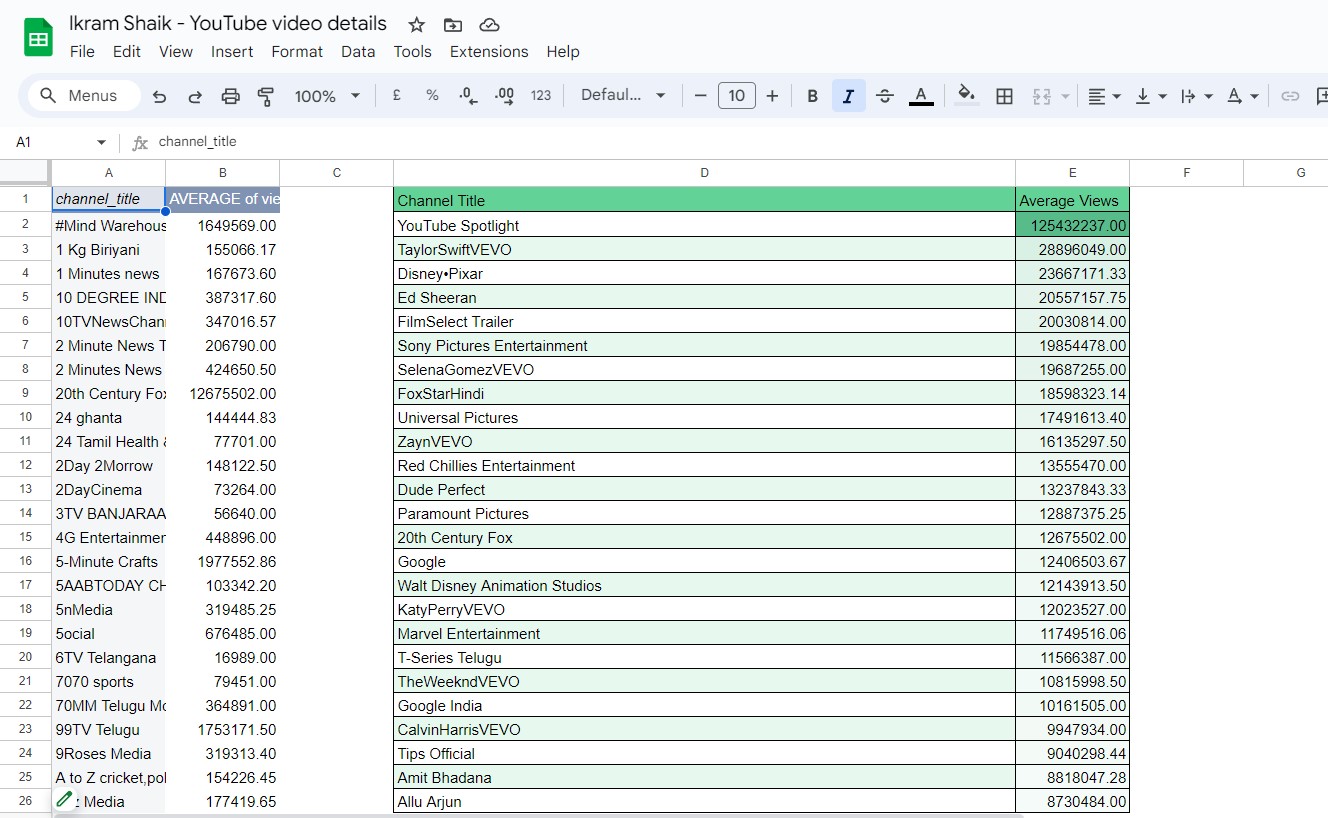 Ikram Shaik - YouTube video details
File Edit View Insert Format Data Tools Extensions Help
Menus 100% £ % .0 .00 123 Defaul... 10 B I A
A1 fx channel_title
A B C D E F G
1 channel_title AVERAGE of vie Channel Title Average Views
2 #Mind Warehous 1649569.00 YouTube Spotlight 125432237.00
3 1 Kg Biriyani 155066.17 TaylorSwiftVEVO 28896049.00
4 1 Minutes news 167673.60 Disney•Pixar 23667171.33
5 10 DEGREE IND 387317.60 Ed Sheeran 20557157.75
6 10TVNewsChan 347016.57 FilmSelect Trailer 20030814.00
7 2 Minute News T 206790.00 Sony Pictures Entertainment 19854478.00
8 2 Minutes News 424650.50 SelenaGomezVEVO 19687255.00
9 20th Century Fox 12675502.00 FoxStarHindi 18598323.14
10 24 ghanta 144444.83 Universal Pictures 17491613.40
11 24 Tamil Health & 77701.00 ZaynVEVO 16135297.50
12 2Day 2Morrow 148122.50 Red Chillies Entertainment 13555470.00
13 2DayCinema 73264.00 Dude Perfect 13237843.33
14 3TV BANJARAA 56640.00 Paramount Pictures 12887375.25
15 4G Entertainmen 448896.00 20th Century Fox 12675502.00
16 5-Minute Crafts 1977552.86 Google 12406503.67
17 5AABTODAY CH 103342.20 Walt Disney Animation Studios 12143913.50
18 5nMedia 319485.25 KatyPerryVEVO 12023527.00
19 5ocial 676485.00 Marvel Entertainment 11749516.06
20 6TV Telangana 16989.00 T-Series Telugu 11566387.00
21 7070 sports 79451.00 TheWeekndVEVO 10815998.50
22 70MM Telugu Mo 364891.00 Google India 10161505.00
23 99TV Telugu 1753171.50 CalvinHarrisVEVO 9947934.00
24 9Roses Media 319313.40 Tips Official 9040298.44
25 A to Z cricket,pol 154226.45 Amit Bhadana 8818047.28
26 z Media 177419.65 Allu Arjun 8730484.00